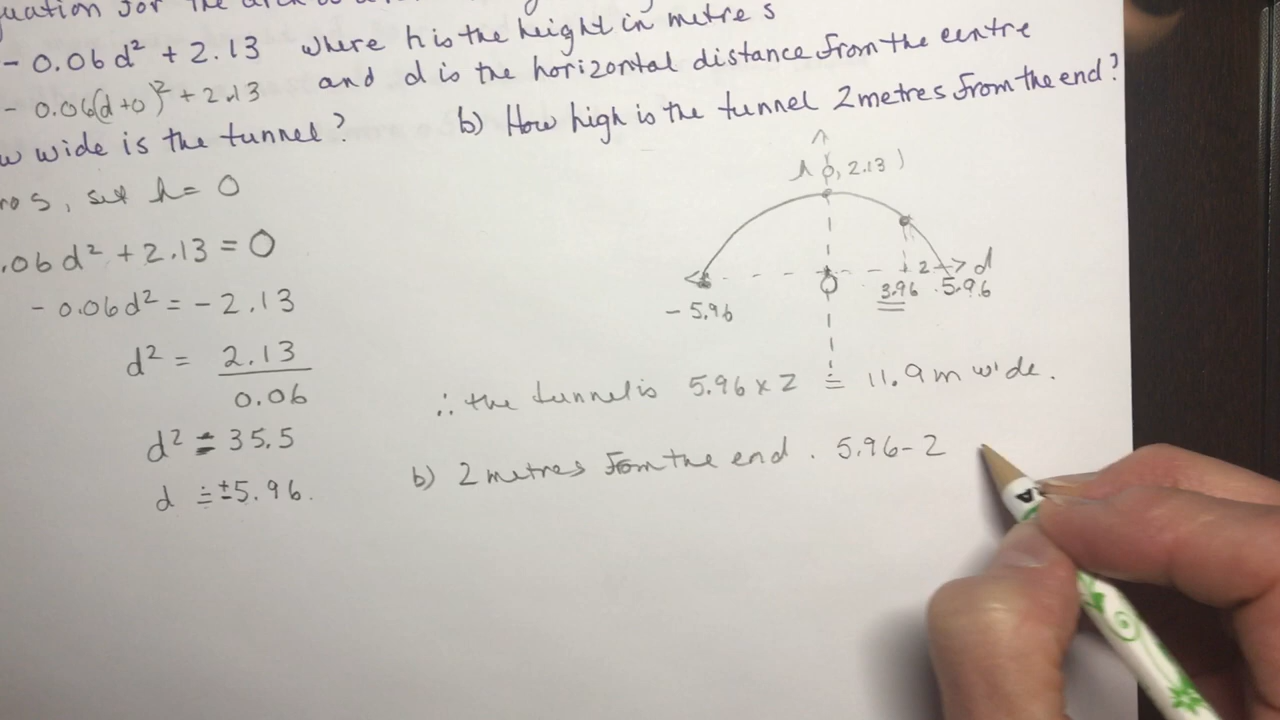 uation for the arch
- 0.06d² + 2.13 where h is the height in metres
and d is the horizontal distance from the centre
- 0.06(d+0)² + 2.13
w wide is the tunnel? b) How high is the tunnel 2 metres from the end?
ros, set h = 0
.06d² + 2.13 = 0
- 0.06d² = - 2.13
d² = 2.13
0.06
d² = 35.5
d ≐ ±5.96.
h (0, 2.13)
2 d
- 5.96 0 3.96 5.96
∴ the tunnel is 5.96 x 2 ≐ 11.9m wide.
b) 2 metres from the end. 5.96 - 2
A